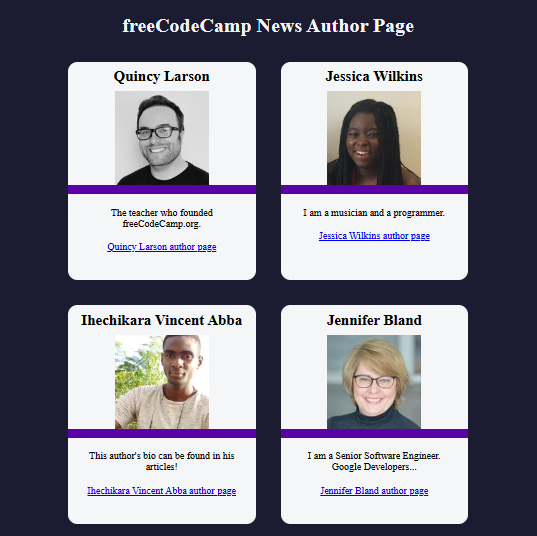 freeCodeCamp News Author Page
Quincy Larson
The teacher who founded
freeCodeCamp.org.
Quincy Larson author page
Jessica Wilkins
I am a musician and a programmer.
Jessica Wilkins author page
Ihechikara Vincent Abba
This author's bio can be found in his
articles!
Ihechikara Vincent Abba author page
Jennifer Bland
I am a Senior Software Engineer.
Google Developers...
Jennifer Bland author page